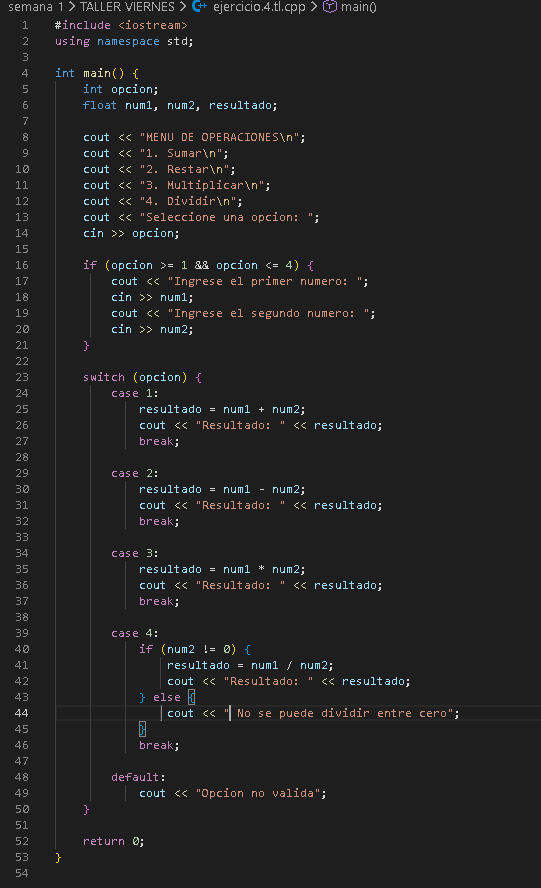 semana 1 > TALLER VIERNES > ejercicio.4.tl.cpp > main()
1 #include <iostream>
2 using namespace std;
3
4 int main() {
5     int opcion;
6     float num1, num2, resultado;
7
8     cout << "MENU DE OPERACIONES\n";
9     cout << "1. Sumar\n";
10     cout << "2. Restar\n";
11     cout << "3. Multiplicar\n";
12     cout << "4. Dividir\n";
13     cout << "Seleccione una opcion: ";
14     cin >> opcion;
15
16     if (opcion >= 1 && opcion <= 4) {
17         cout << "Ingrese el primer numero: ";
18         cin >> num1;
19         cout << "Ingrese el segundo numero: ";
20         cin >> num2;
21     }
22
23     switch (opcion) {
24         case 1:
25             resultado = num1 + num2;
26             cout << "Resultado: " << resultado;
27             break;
28
29         case 2:
30             resultado = num1 - num2;
31             cout << "Resultado: " << resultado;
32             break;
33
34         case 3:
35             resultado = num1 * num2;
36             cout << "Resultado: " << resultado;
37             break;
38
39         case 4:
40             if (num2 != 0) {
41                 resultado = num1 / num2;
42                 cout << "Resultado: " << resultado;
43             } else {
44                 cout << " No se puede dividir entre cero";
45             }
46             break;
47
48         default:
49             cout << "Opcion no valida";
50     }
51
52     return 0;
53 }
54